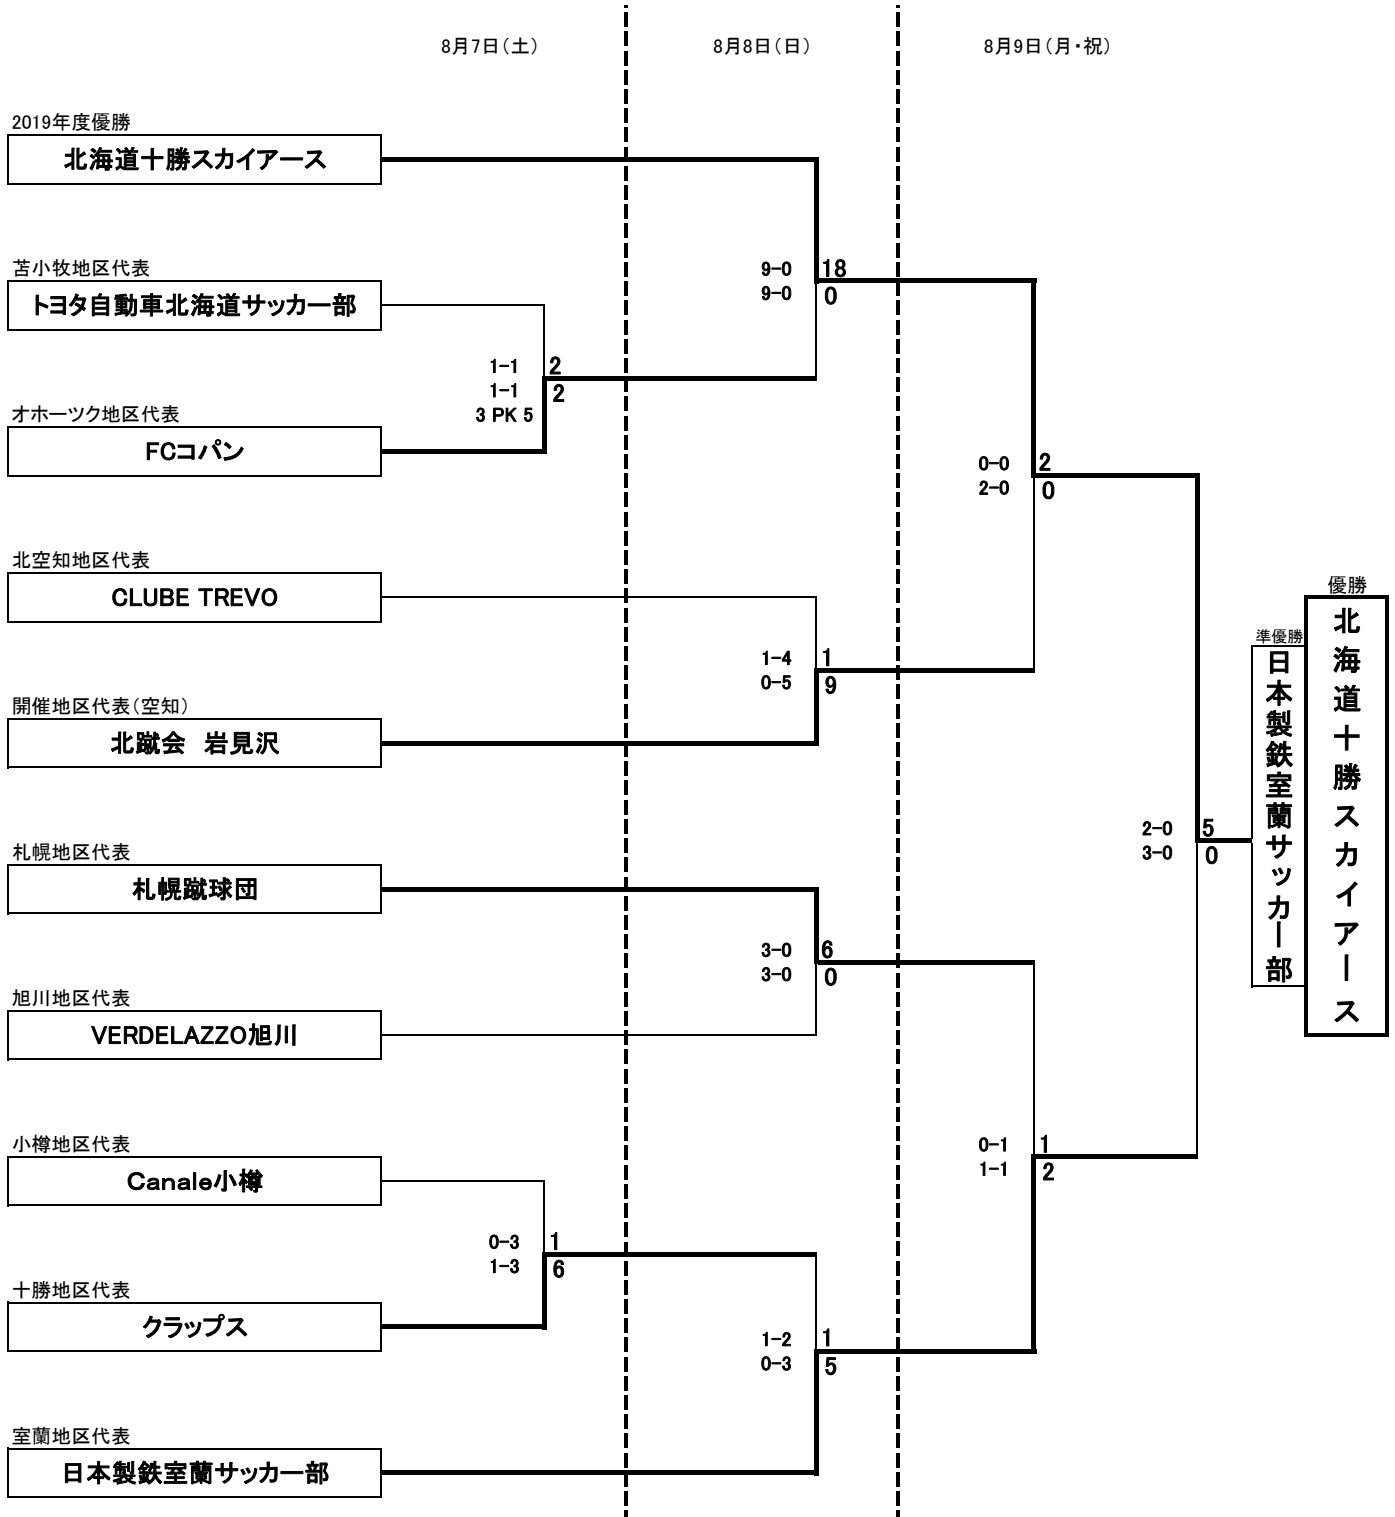 8月7日(土)
8月8日(日)
8月9日(月・祝)
2019年度優勝
北海道十勝スカイアース
苫小牧地区代表
トヨタ自動車北海道サッカー部
オホーツク地区代表
FCコパン
北空知地区代表
CLUBE TREVO
開催地区代表(空知)
北蹴会 岩見沢
札幌地区代表
札幌蹴球団
旭川地区代表
VERDELAZZO旭川
小樽地区代表
Canale小樽
十勝地区代表
クラップス
室蘭地区代表
日本製鉄室蘭サッカー部
1-1 2
1-1 2
3 PK 5
0-3 1
1-3 6
9-0 18
9-0 0
1-4 1
0-5 9
3-0 6
3-0 0
1-2 1
0-3 5
0-0 2
2-0 0
0-1 1
1-1 2
2-0 5
3-0 0
優勝
北海道十勝スカイアース
準優勝
日本製鉄室蘭サッカー部